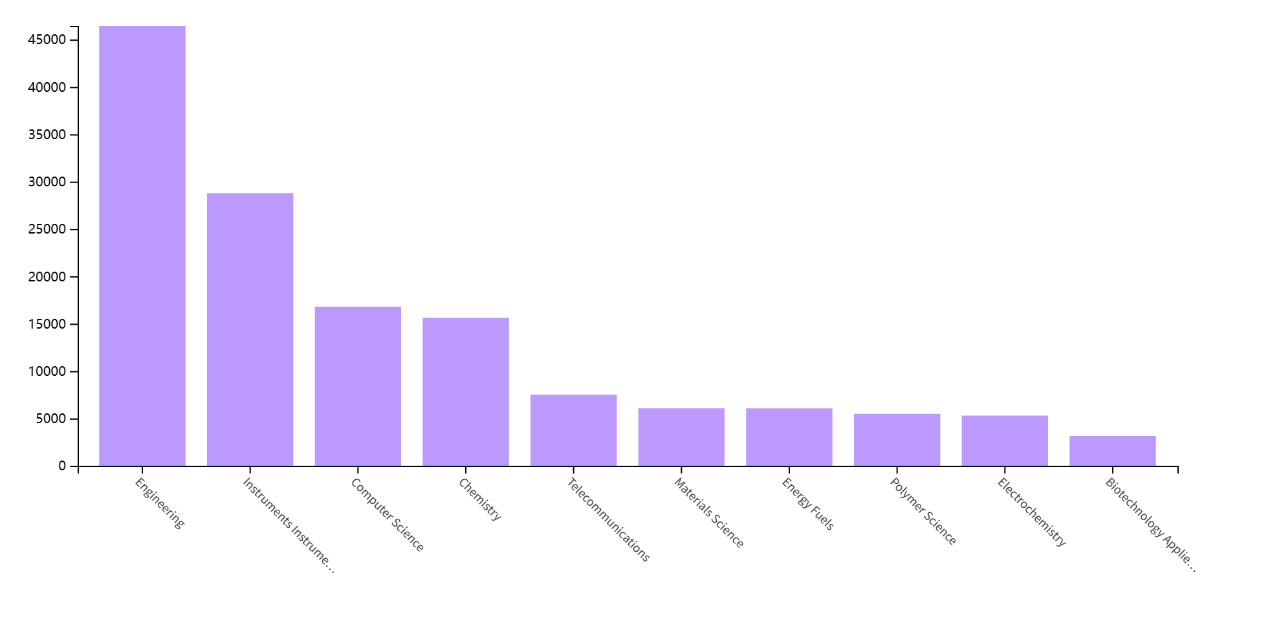 45000
40000
35000
30000
25000
20000
15000
10000
5000
0
Engineering
Instruments Instrume...
Computer Science
Chemistry
Telecommunications
Materials Science
Energy Fuels
Polymer Science
Electrochemistry
Biotechnology Applie...